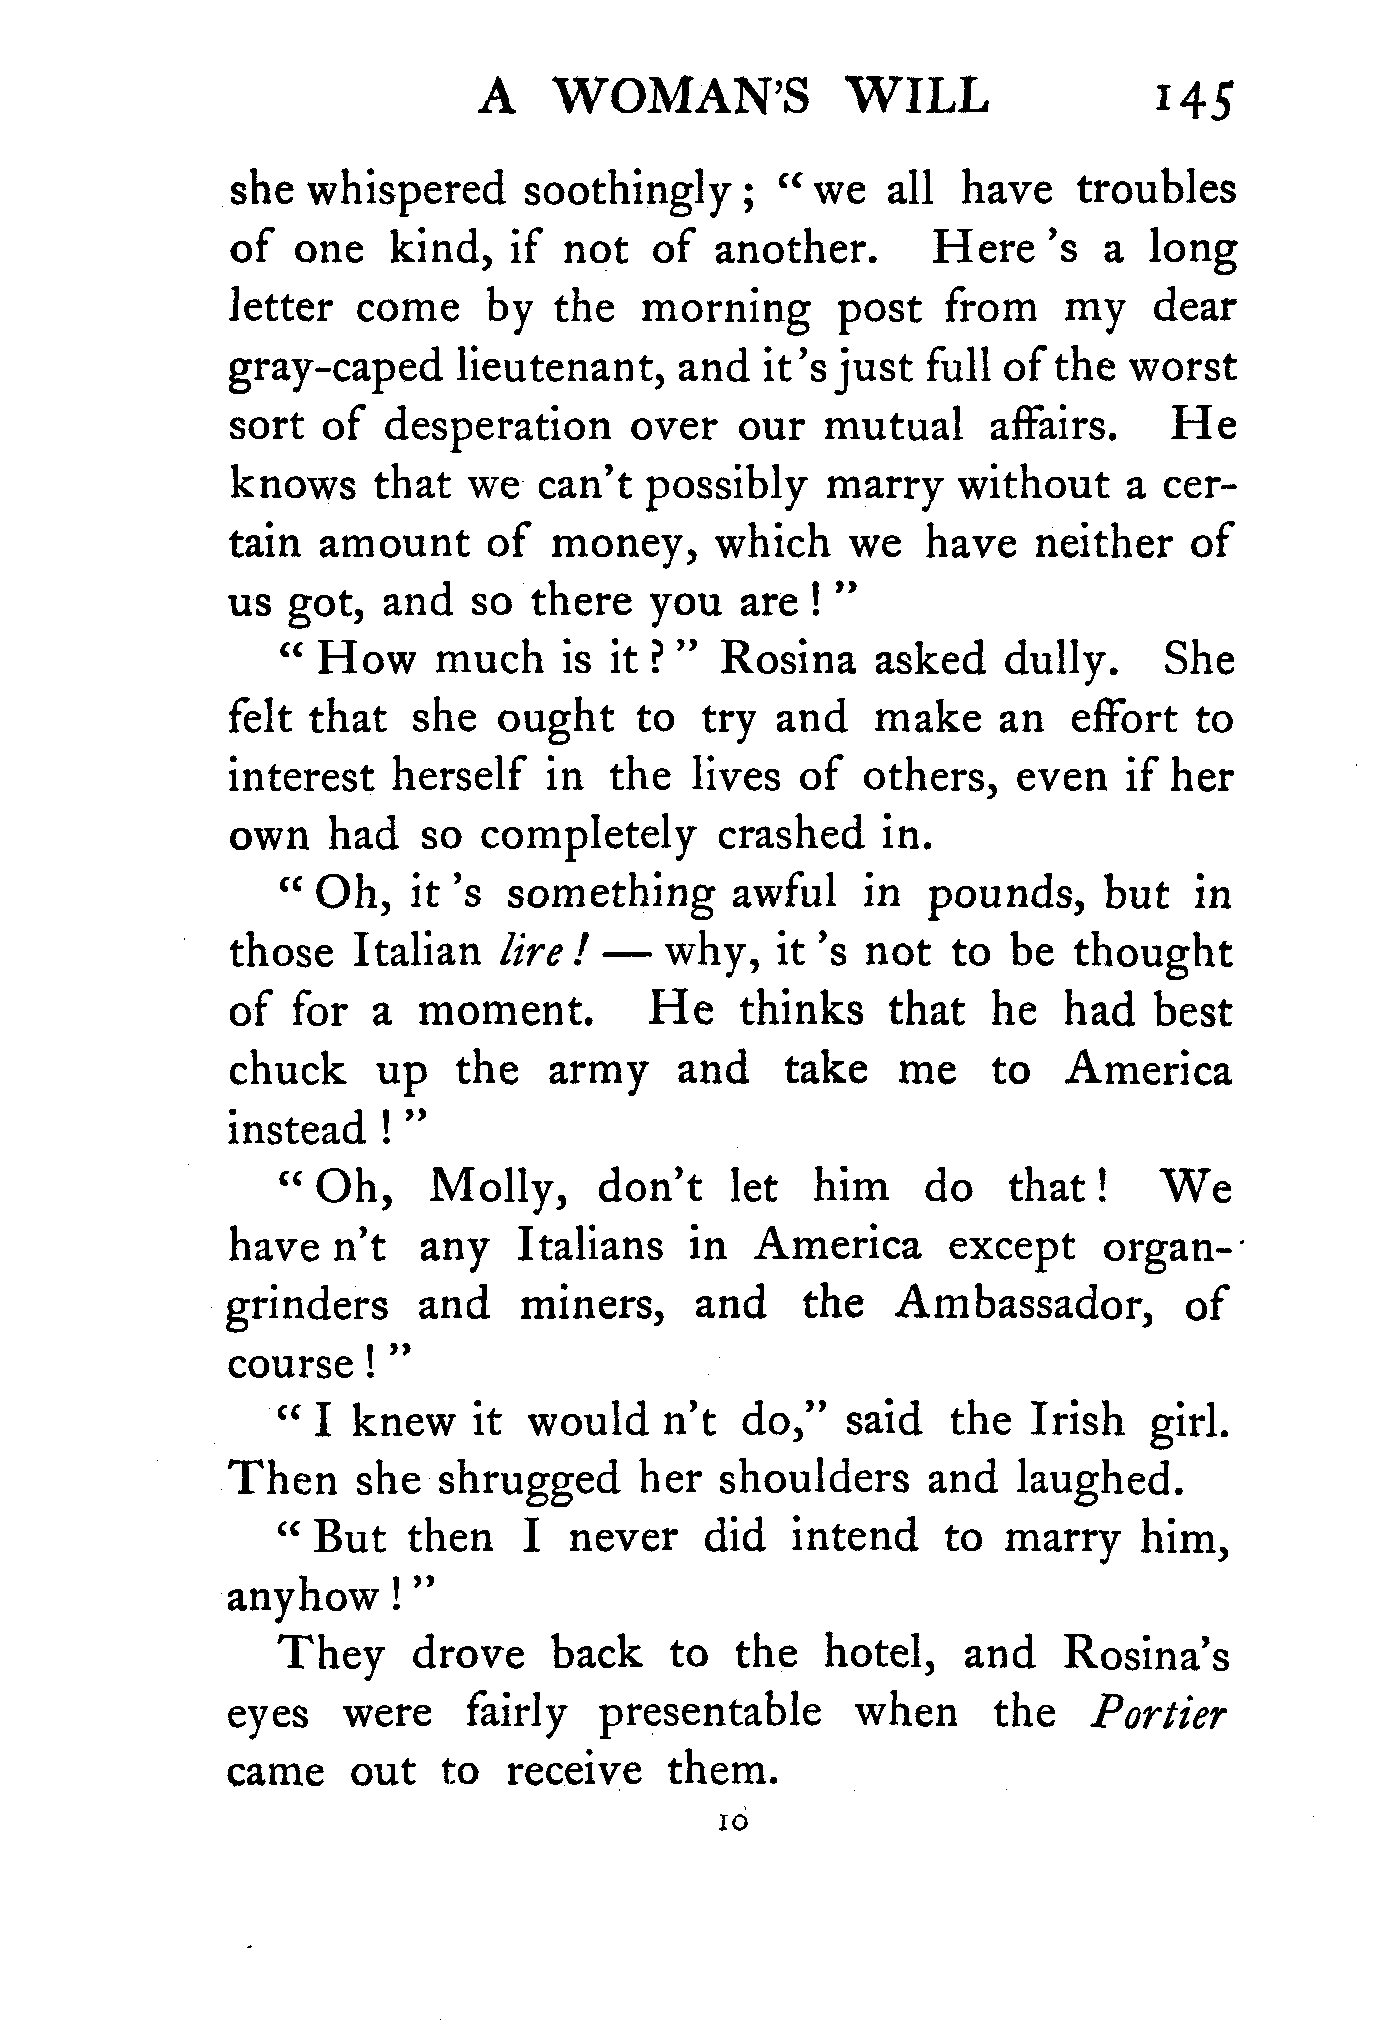 A WOMAN'S WILL 145
she whispered soothingly; "we all have troubles
of one kind, if not of another. Here's a long
letter come by the morning post from my dear
gray-caped lieutenant, and it's just full of the worst
sort of desperation over our mutual affairs. He
knows that we can't possibly marry without a cer-
tain amount of money, which we have neither of
us got, and so there you are!"
"How much is it?" Rosina asked dully. She
felt that she ought to try and make an effort to
interest herself in the lives of others, even if her
own had so completely crashed in.
"Oh, it's something awful in pounds, but in
those Italian lire! — why, it's not to be thought
of for a moment. He thinks that he had best
chuck up the army and take me to America
instead!"
"Oh, Molly, don't let him do that! We
have n't any Italians in America except organ-
grinders and miners, and the Ambassador, of
course!"
"I knew it would n't do," said the Irish girl.
Then she shrugged her shoulders and laughed.
"But then I never did intend to marry him,
anyhow!"
They drove back to the hotel, and Rosina's
eyes were fairly presentable when the Portier
came out to receive them.
10